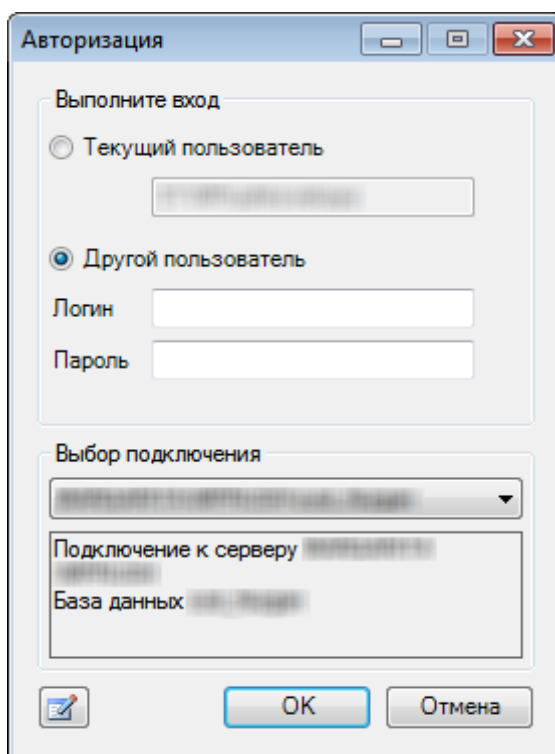 Авторизация
Выполните вход
Текущий пользователь
Другой пользователь
Логин
Пароль
Выбор подключения
Подключение к серверу
База данных
OK
Отмена